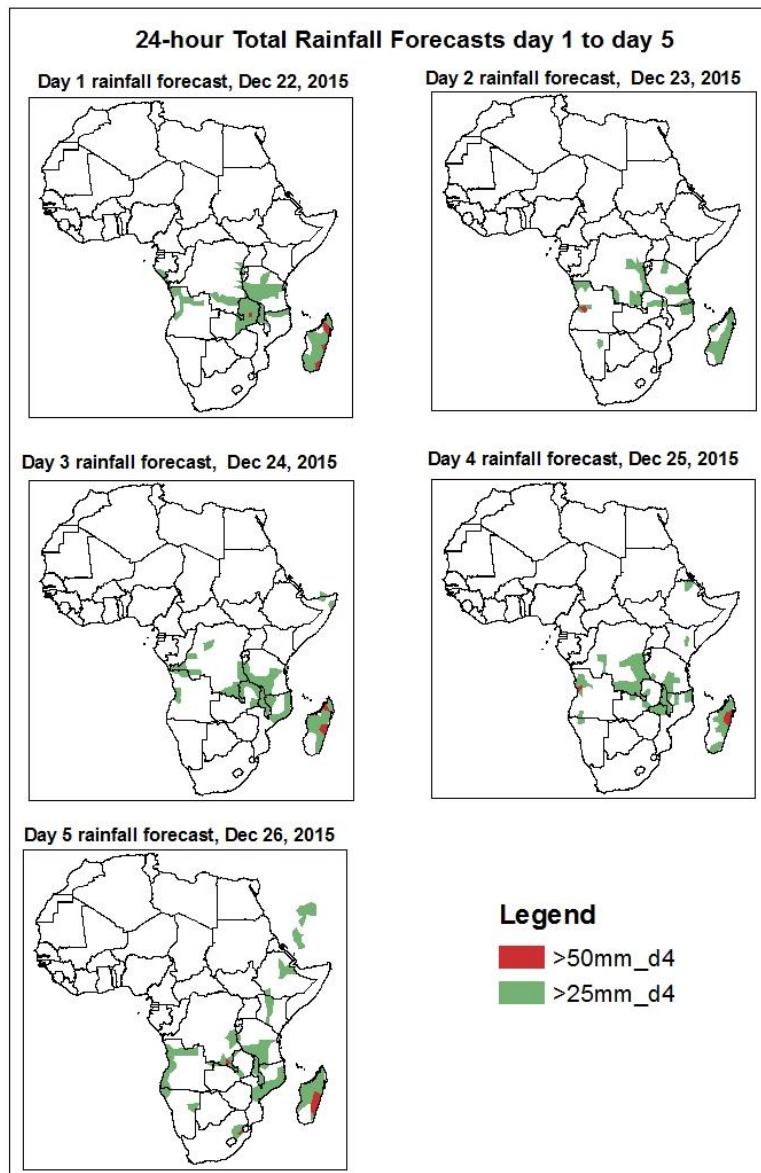 24-hour Total Rainfall Forecasts day 1 to day 5
Day 1 rainfall forecast, Dec 22, 2015
Day 2 rainfall forecast, Dec 23, 2015
Day 3 rainfall forecast, Dec 24, 2015
Day 4 rainfall forecast, Dec 25, 2015
Day 5 rainfall forecast, Dec 26, 2015
Legend
>50mm_d4
>25mm_d4